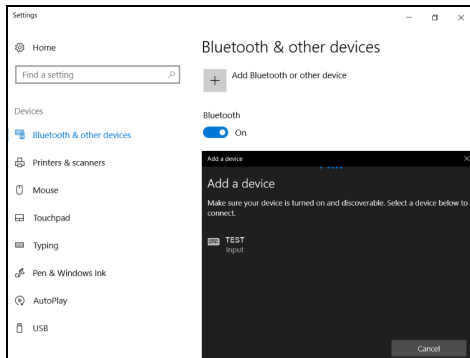 Settings
Home
Find a setting
Devices
Bluetooth & other devices
Printers & scanners
Mouse
Touchpad
Typing
Pen & Windows Ink
AutoPlay
USB
Bluetooth & other devices
Add Bluetooth or other device
Bluetooth
On
Add a device
Add a device
Make sure your device is turned on and discoverable. Select a device below to
connect.
TEST
Input
Cancel